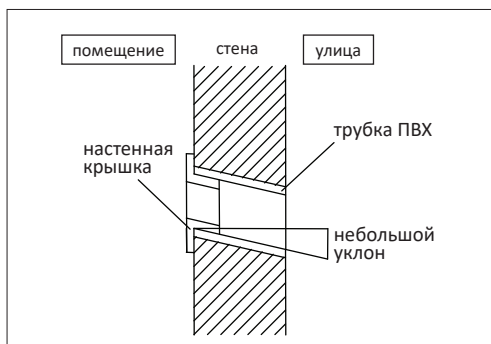 помещение
стена
улица
трубка ПВХ
настенная
крышка
небольшой
уклон